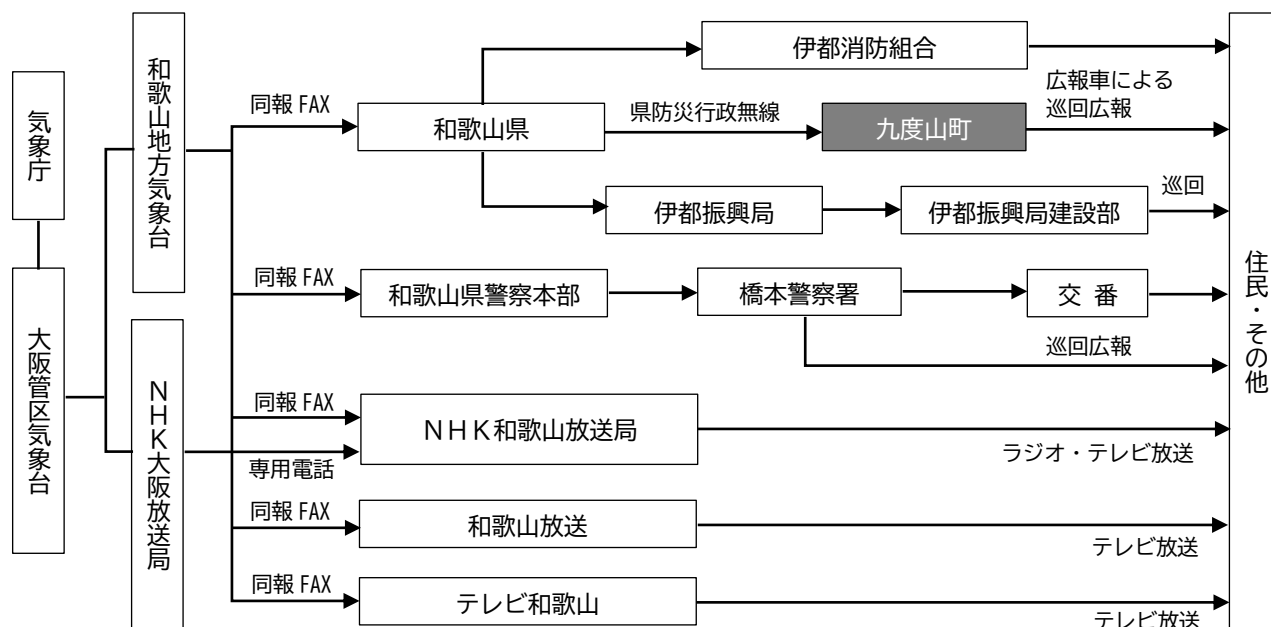 気象庁
大阪管区気象台
和歌山地方気象台
NHK大阪放送局
同報 FAX
和歌山県
伊都消防組合
県防災行政無線
九度山町
広報車による
巡回広報
伊都振興局
伊都振興局建設部
巡回
同報 FAX
和歌山県警察本部
橋本警察署
交 番
巡回広報
同報 FAX
NHK和歌山放送局
専用電話
ラジオ・テレビ放送
同報 FAX
和歌山放送
テレビ放送
同報 FAX
テレビ和歌山
テレビ放送
住民・その他